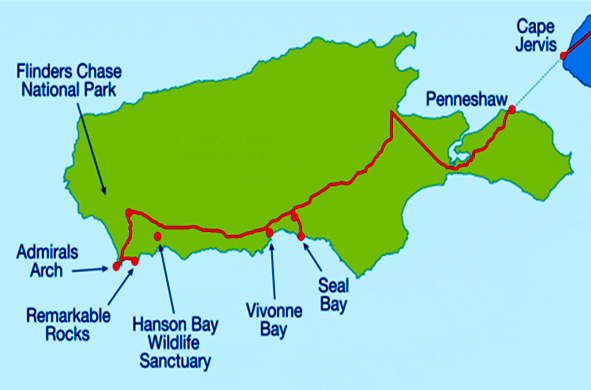 Cape
Jervis
Flinders Chase
National Park
Penneshaw
Admirals
Arch
Remarkable
Rocks
Hanson Bay
Wildlife
Sanctuary
Vivonne
Bay
Seal
Bay